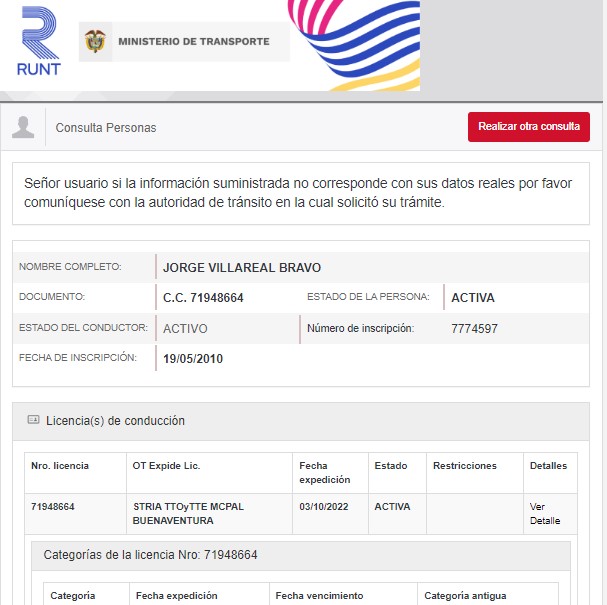 RUNT
MINISTERIO DE TRANSPORTE
Consulta Personas
Realizar otra consulta
Señor usuario si la información suministrada no corresponde con sus datos reales por favor
comuníquese con la autoridad de tránsito en la cual solicitó su trámite.
NOMBRE COMPLETO: JORGE VILLAREAL BRAVO
DOCUMENTO: C.C. 71948664 ESTADO DE LA PERSONA: ACTIVA
ESTADO DEL CONDUCTOR: ACTIVO Número de inscripción: 7774597
FECHA DE INSCRIPCIÓN: 19/05/2010
Licencia(s) de conducción
Nro. licencia OT Expide Lic. Fecha expedición Estado Restricciones Detalles
71948664 STRIA TTOyTTE MCPAL BUENAVENTURA 03/10/2022 ACTIVA Ver Detalle
Categorías de la licencia Nro: 71948664
Categoría Fecha expedición Fecha vencimiento Categoría antigua